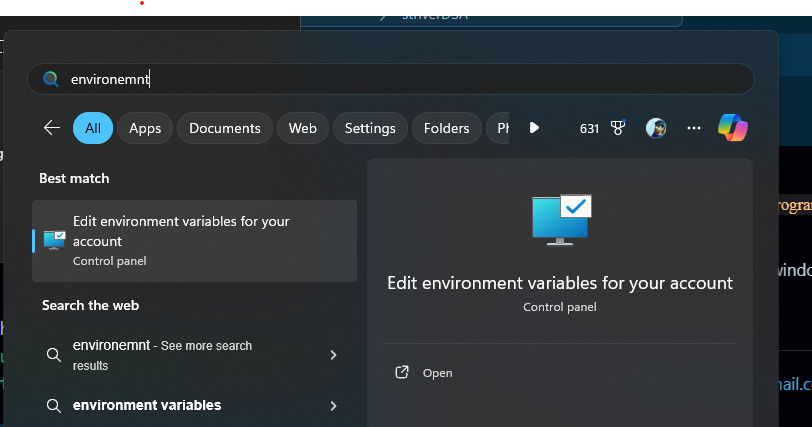 striverDSA
environemnt
All
Apps
Documents
Web
Settings
Folders
631
Best match
Edit environment variables for your
account
Control panel
Edit environment variables for your account
Control panel
Open
Search the web
environemnt - See more search
results
environment variables